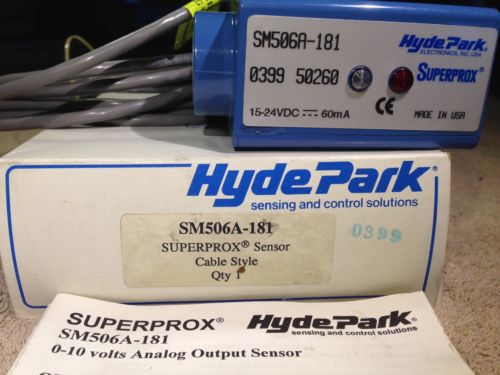 SM506A-181
HydePark
ELECTRONICS, INC. USA
0399 50260
SUPERPROX®
15-24VDC ⎓ 60mA
CE
MADE IN USA
HydePark®
sensing and control solutions
SM506A-181
SUPERPROX® Sensor
Cable Style
Qty 1
0399
SUPERPROX®
HydePark®
sensing and control solutions
SM506A-181
0-10 volts Analog Output Sensor